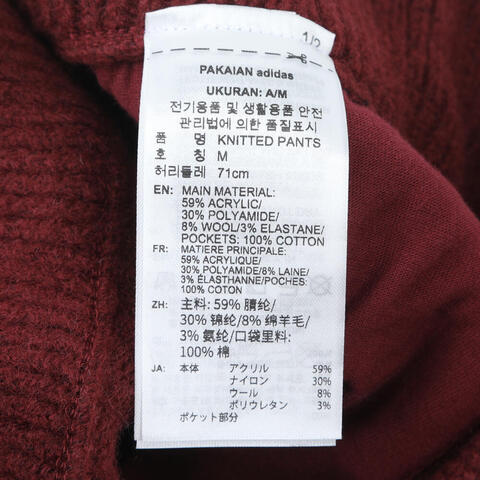 1/2
PAKAIAN adidas
UKURAN: A/M
전기용품 및 생활용품 안전
관리법에 의한 품질표시
품 명 KNITTED PANTS
호 칭 M
허리둘레 71cm
EN: MAIN MATERIAL:
59% ACRYLIC/
30% POLYAMIDE/
8% WOOL/3% ELASTANE/
POCKETS: 100% COTTON
FR: MATIERE PRINCIPALE:
59% ACRYLIQUE/
30% POLYAMIDE/8% LAINE/
3% ÉLASTHANNE/POCHES:
100% COTON
ZH: 主料: 59% 腈纶/
30% 锦纶/8% 绵羊毛/
3% 氨纶/口袋里料:
100% 棉
JA: 本体 アクリル 59%
ナイロン 30%
ウール 8%
ポリウレタン 3%
ポケット部分